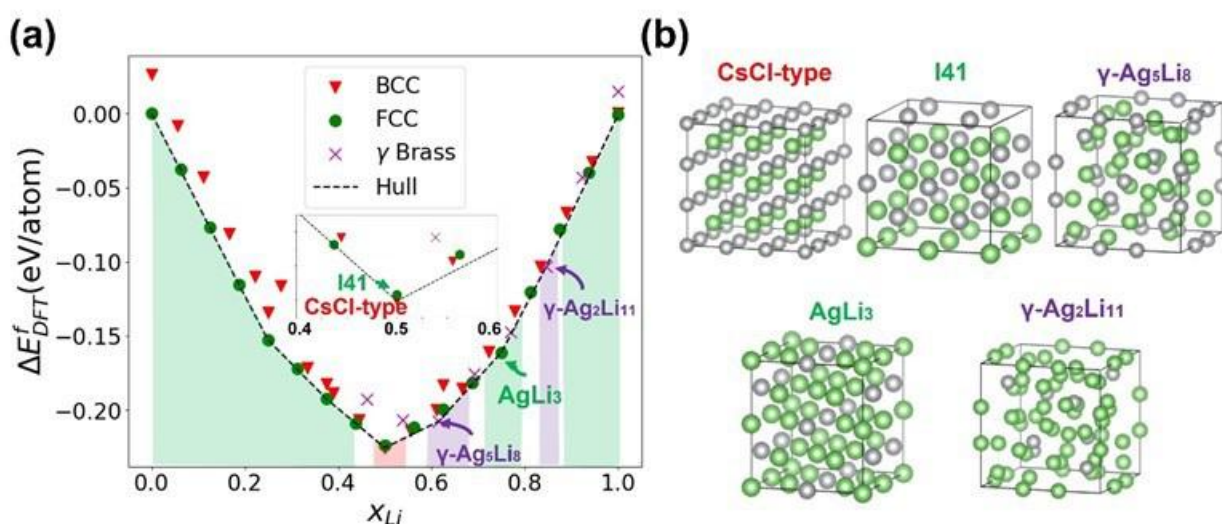 (a)
BCC
FCC
γ Brass
Hull
ΔE^f_DFT(eV/atom)
0.00
−0.05
−0.10
−0.15
−0.20
I41
CsCl-type
0.4
0.5
0.6
γ-Ag₂Li₁₁
AgLi₃
γ-Ag₅Li₈
0.0
0.2
0.4
0.6
0.8
1.0
x_Li
(b)
CsCl-type
I41
γ-Ag₅Li₈
AgLi₃
γ-Ag₂Li₁₁